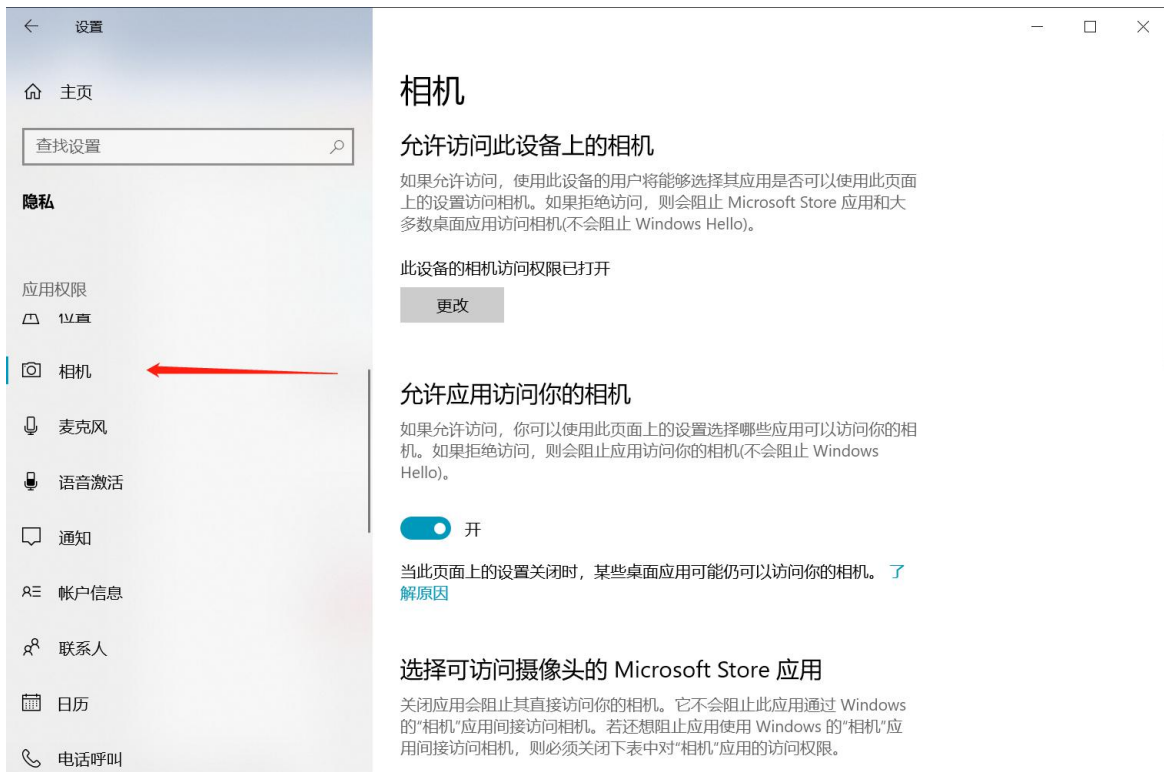 设置
主页
查找设置
隐私
应用权限
位置
相机
麦克风
语音激活
通知
帐户信息
联系人
日历
电话呼叫
相机
允许访问此设备上的相机
如果允许访问，使用此设备的用户将能够选择其应用是否可以使用此页面
上的设置访问相机。如果拒绝访问，则会阻止 Microsoft Store 应用和大
多数桌面应用访问相机(不会阻止 Windows Hello)。
此设备的相机访问权限已打开
更改
允许应用访问你的相机
如果允许访问，你可以使用此页面上的设置选择哪些应用可以访问你的相
机。如果拒绝访问，则会阻止应用访问你的相机(不会阻止 Windows
Hello)。
开
当此页面上的设置关闭时，某些桌面应用可能仍可以访问你的相机。 了
解原因
选择可访问摄像头的 Microsoft Store 应用
关闭应用会阻止其直接访问你的相机。它不会阻止此应用通过 Windows
的“相机”应用间接访问相机。若还想阻止应用使用 Windows 的“相机”应
用间接访问相机，则必须关闭下表中对“相机”应用的访问权限。